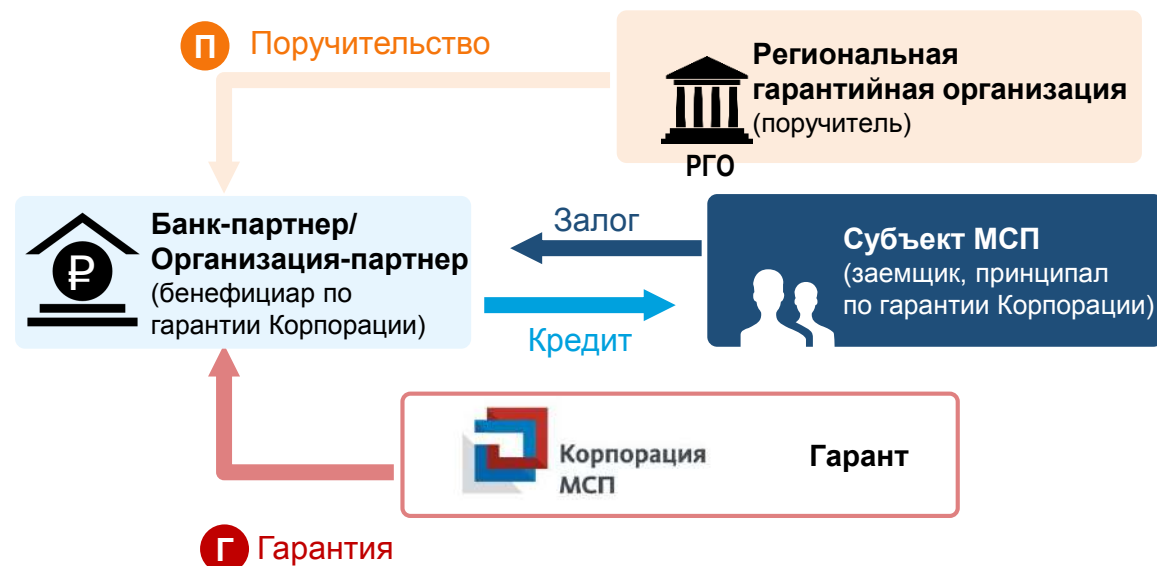 П Поручительство
Региональная
гарантийная организация
(поручитель)
РГО
Банк-партнер/
Организация-партнер
(бенефициар по
гарантии Корпорации)
₽
Залог
Кредит
Субъект МСП
(заемщик, принципал
по гарантии Корпорации)
Корпорация
МСП
Гарант
Г Гарантия